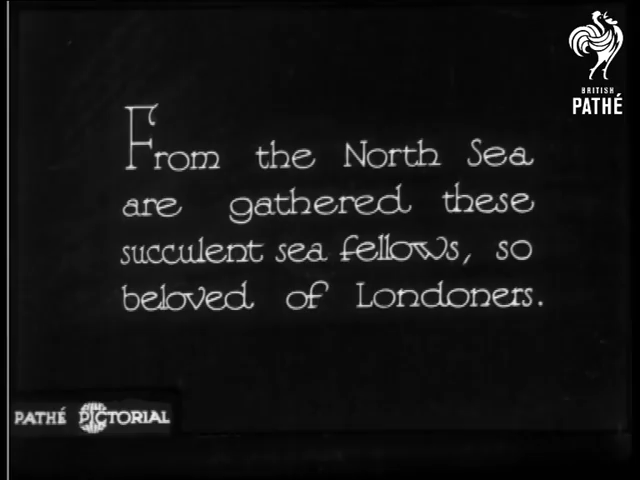 BRITISH
PATHÉ
From the North Sea
are gathered these
succulent sea fellows, so
beloved of Londoners.
PATHÉ PICTORIAL